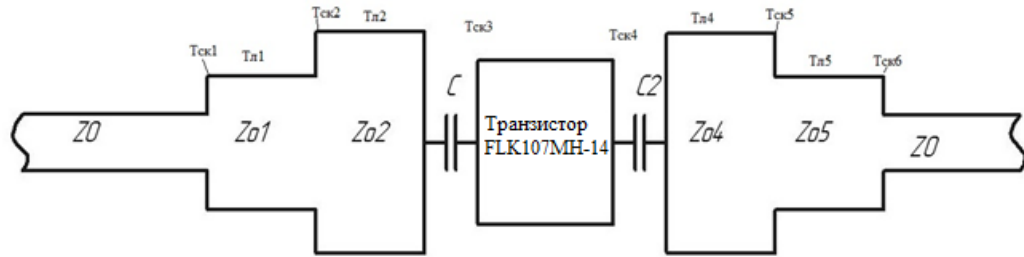 Тск1
Тл1
Тск2
Тл2
Тск3
Тск4
Тл4
Тск5
Тл5
Тск6
Z0
Zo1
Zo2
C
Транзистор
FLK107MH-14
C2
Zo4
Zo5
Z0